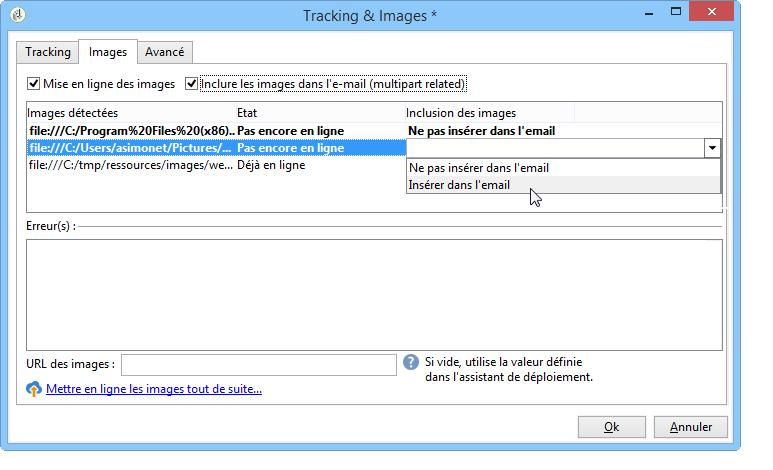 Tracking & Images *
Tracking Images Avancé
Mise en ligne des images Inclure les images dans l'e-mail (multipart related)
Images détectées Etat Inclusion des images
file:///C:/Program%20Files%20(x86).. Pas encore en ligne Ne pas insérer dans l'email
file:///C:/Users/asimonet/Pictures/... Pas encore en ligne
file:///C:/tmp/ressources/images/we... Déjà en ligne
Ne pas insérer dans l'email
Insérer dans l'email
Erreur(s) :
URL des images : ? Si vide, utilise la valeur définie
dans l'assistant de déploiement.
Mettre en ligne les images tout de suite...
Ok Annuler